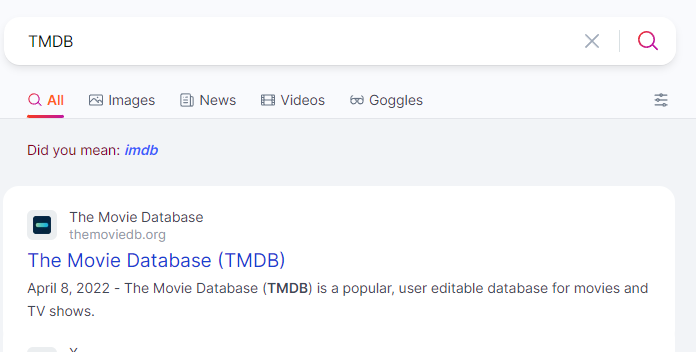 TMDB
All Images News Videos Goggles
Did you mean: imdb
The Movie Database
themoviedb.org
The Movie Database (TMDB)
April 8, 2022 - The Movie Database (TMDB) is a popular, user editable database for movies and
TV shows.